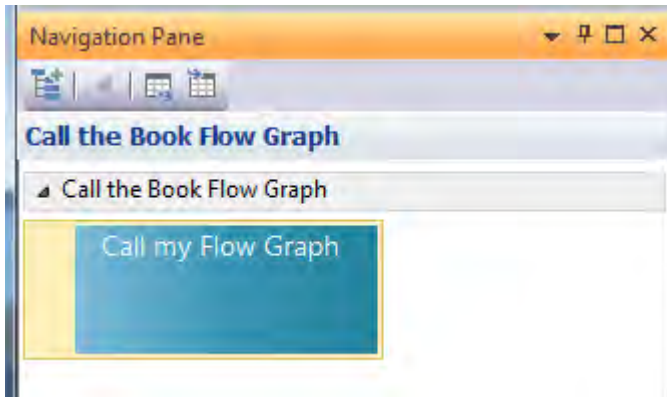 Navigation Pane
Call the Book Flow Graph
Call the Book Flow Graph
Call my Flow Graph